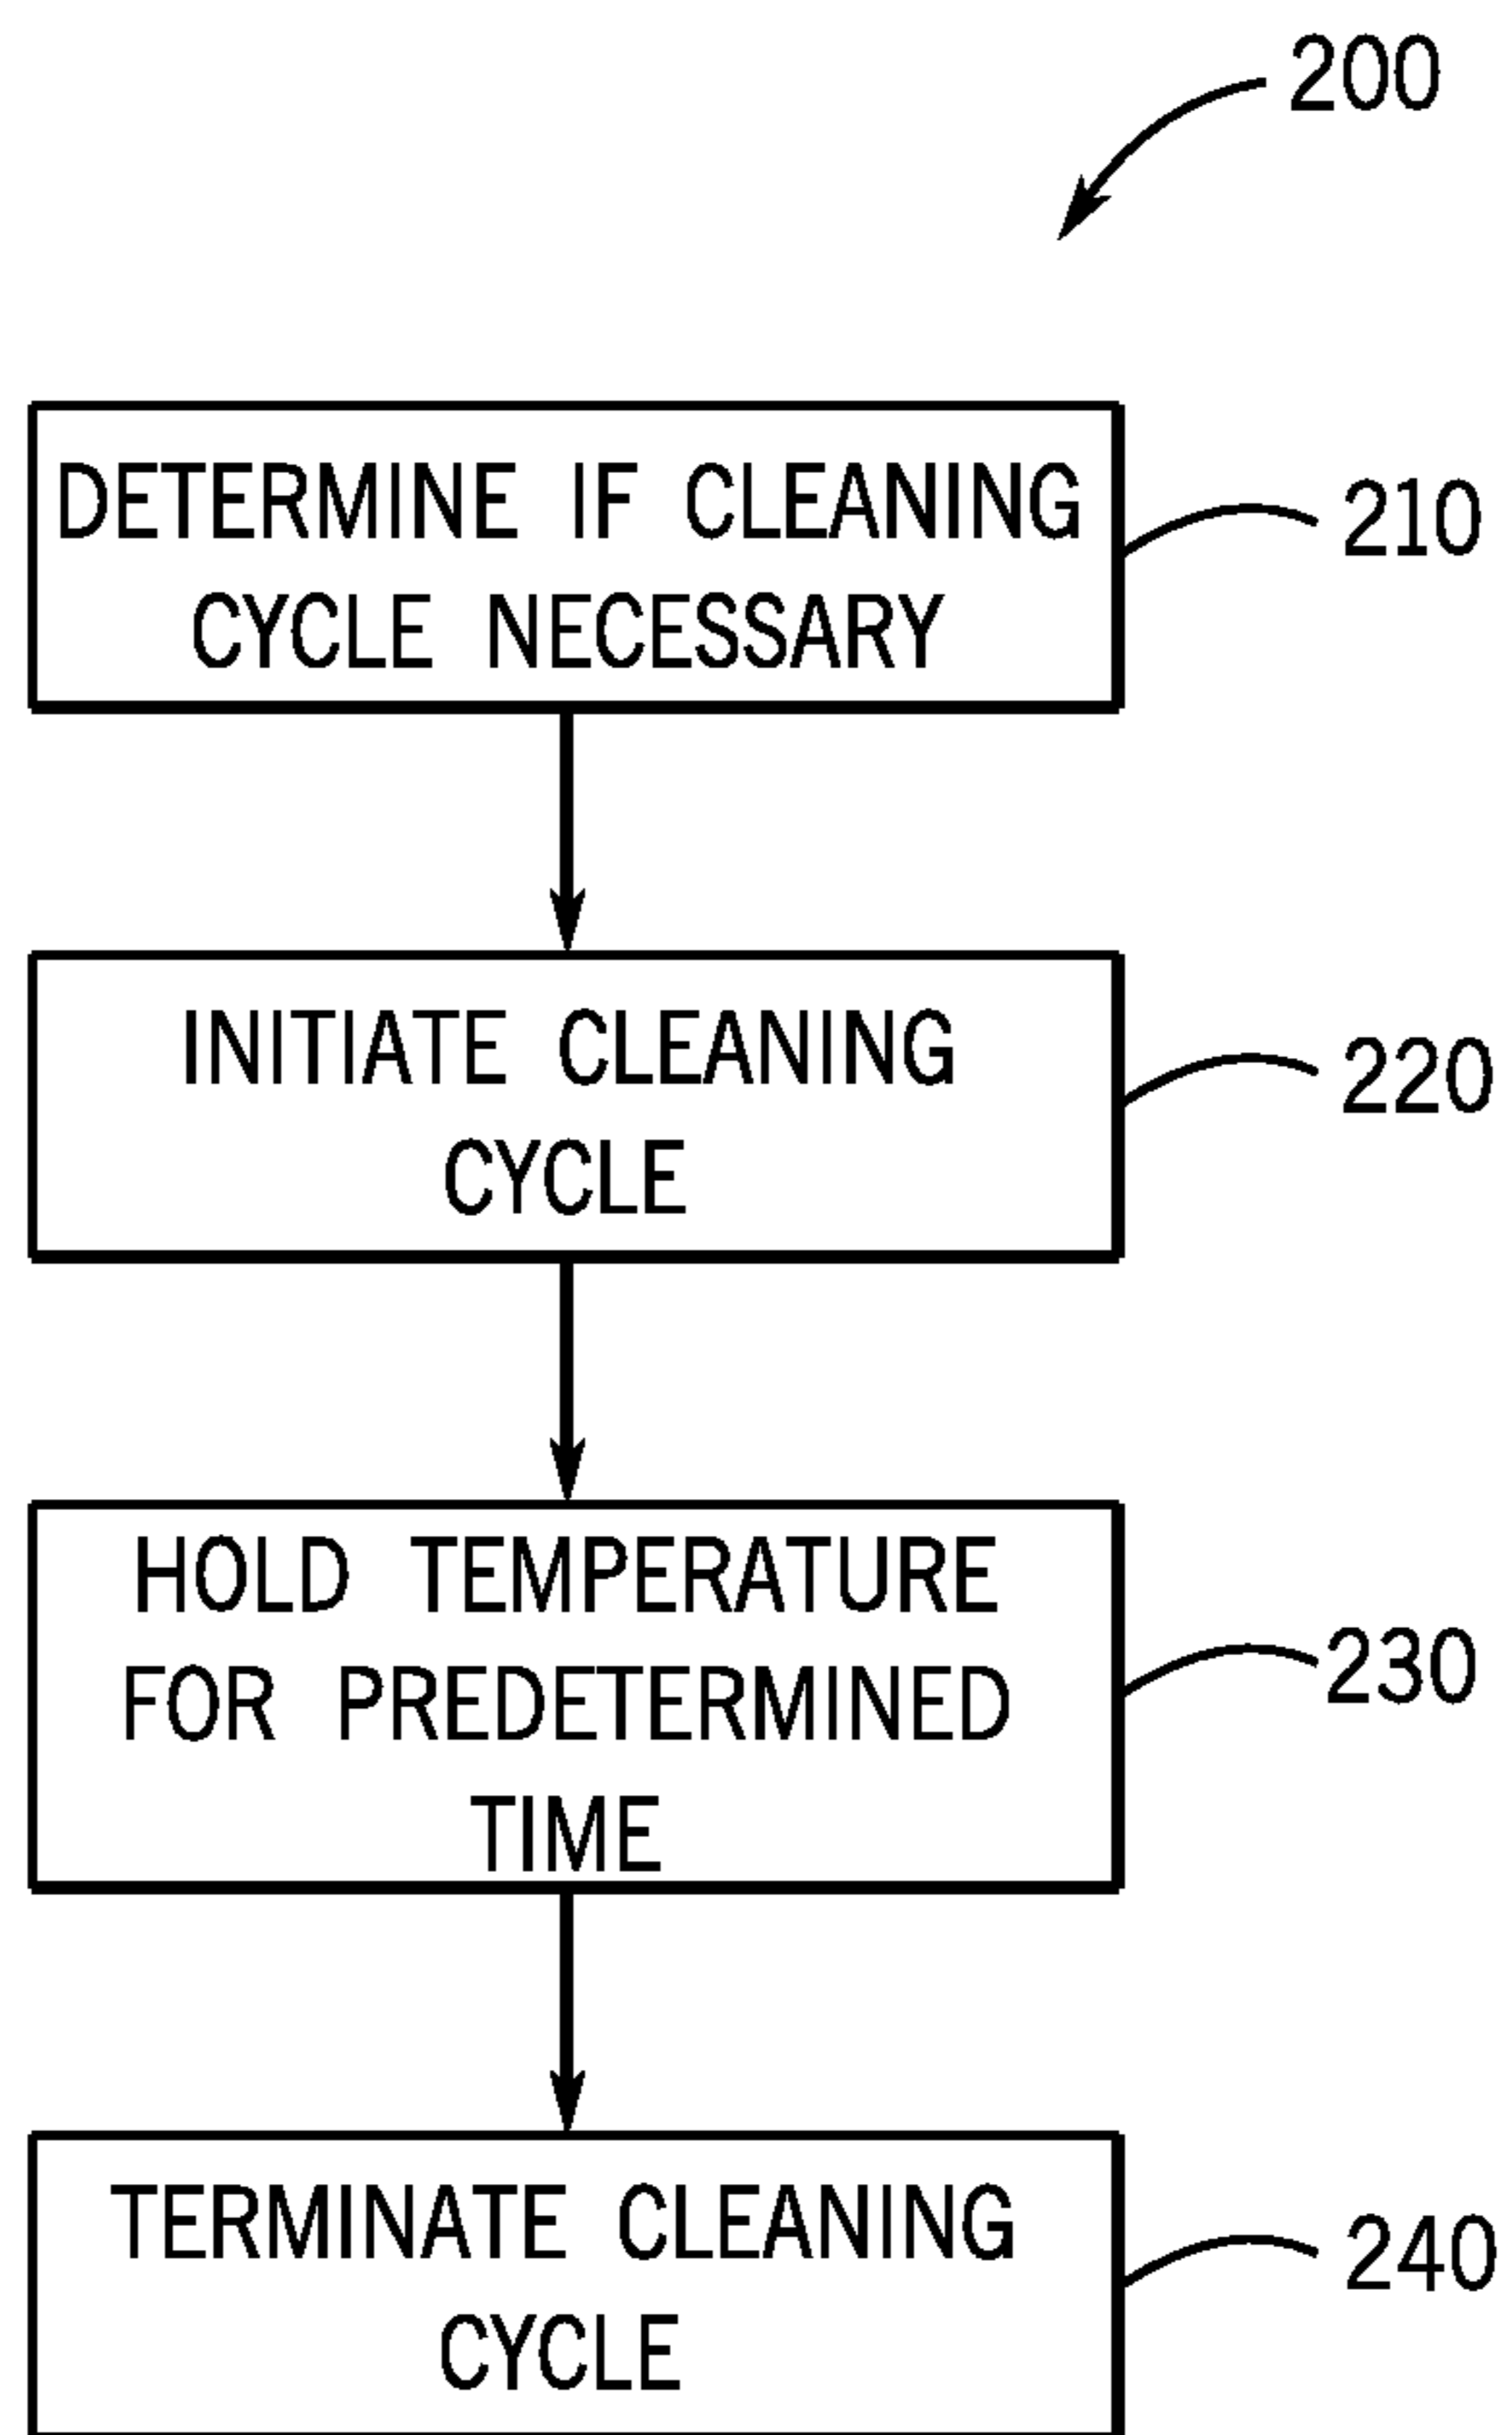 200
DETERMINE IF CLEANING
CYCLE NECESSARY
210
INITIATE CLEANING
CYCLE
220
HOLD TEMPERATURE
FOR PREDETERMINED
TIME
230
TERMINATE CLEANING
CYCLE
240